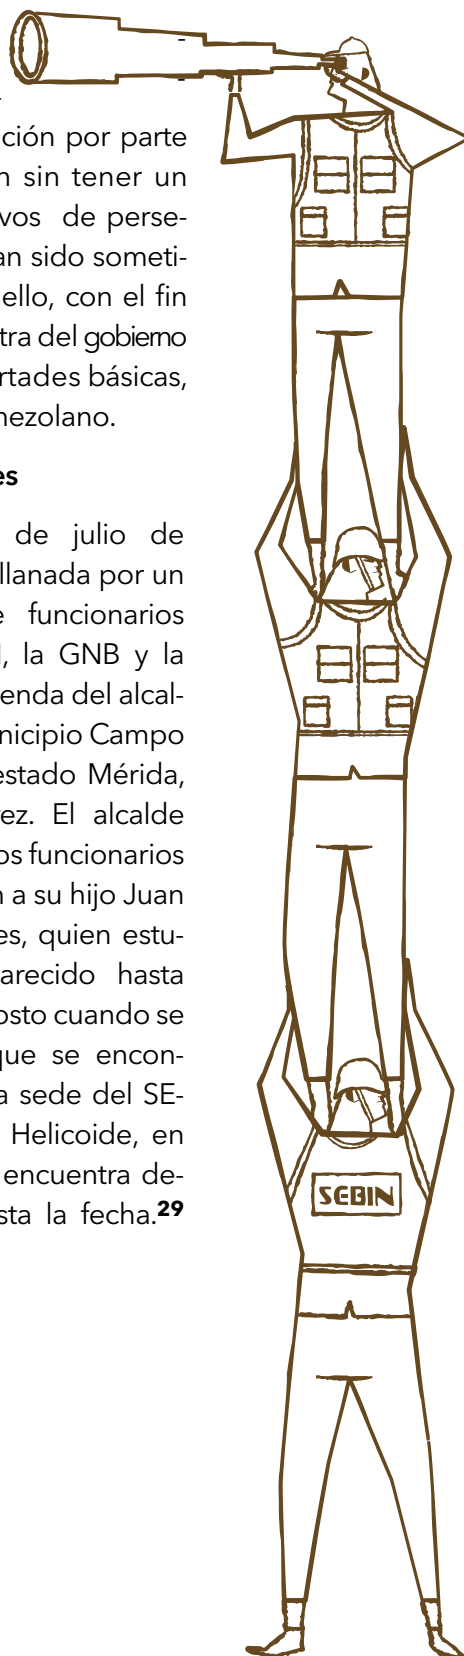 ción por parte
n sin tener un
vos de perse-
an sido someti-
ello, con el fin
tra del gobierno
rtades básicas,
nezolano.
es
de julio de
llanada por un
e funcionarios
, la GNB y la
enda del alcal-
nicipio Campo
estado Mérida,
ez. El alcalde
os funcionarios
n a su hijo Juan
es, quien estu-
arecido hasta
osto cuando se
que se encon-
a sede del SE-
Helicoide, en
encuentra de-
sta la fecha.29
SEBIN